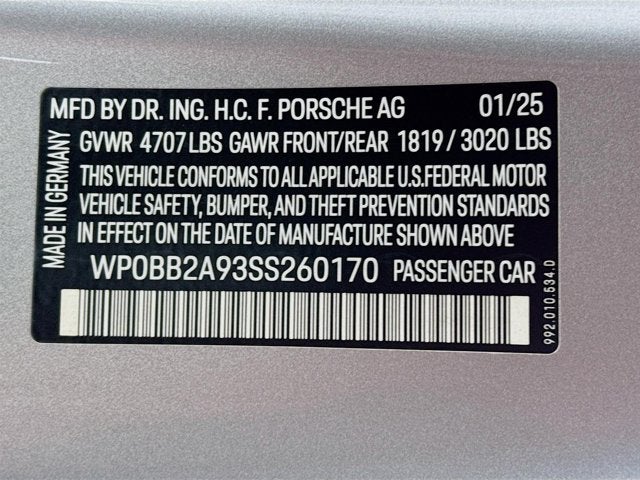 MFD BY DR. ING. H.C. F. PORSCHE AG 01/25
GVWR 4707 LBS GAWR FRONT/REAR 1819 / 3020 LBS
THIS VEHICLE CONFORMS TO ALL APPLICABLE U.S.FEDERAL MOTOR
VEHICLE SAFETY, BUMPER, AND THEFT PREVENTION STANDARDS
IN EFFECT ON THE DATE OF MANUFACTURE SHOWN ABOVE
WP0BB2A93SS260170 PASSENGER CAR
MADE IN GERMANY
992.010.534.D